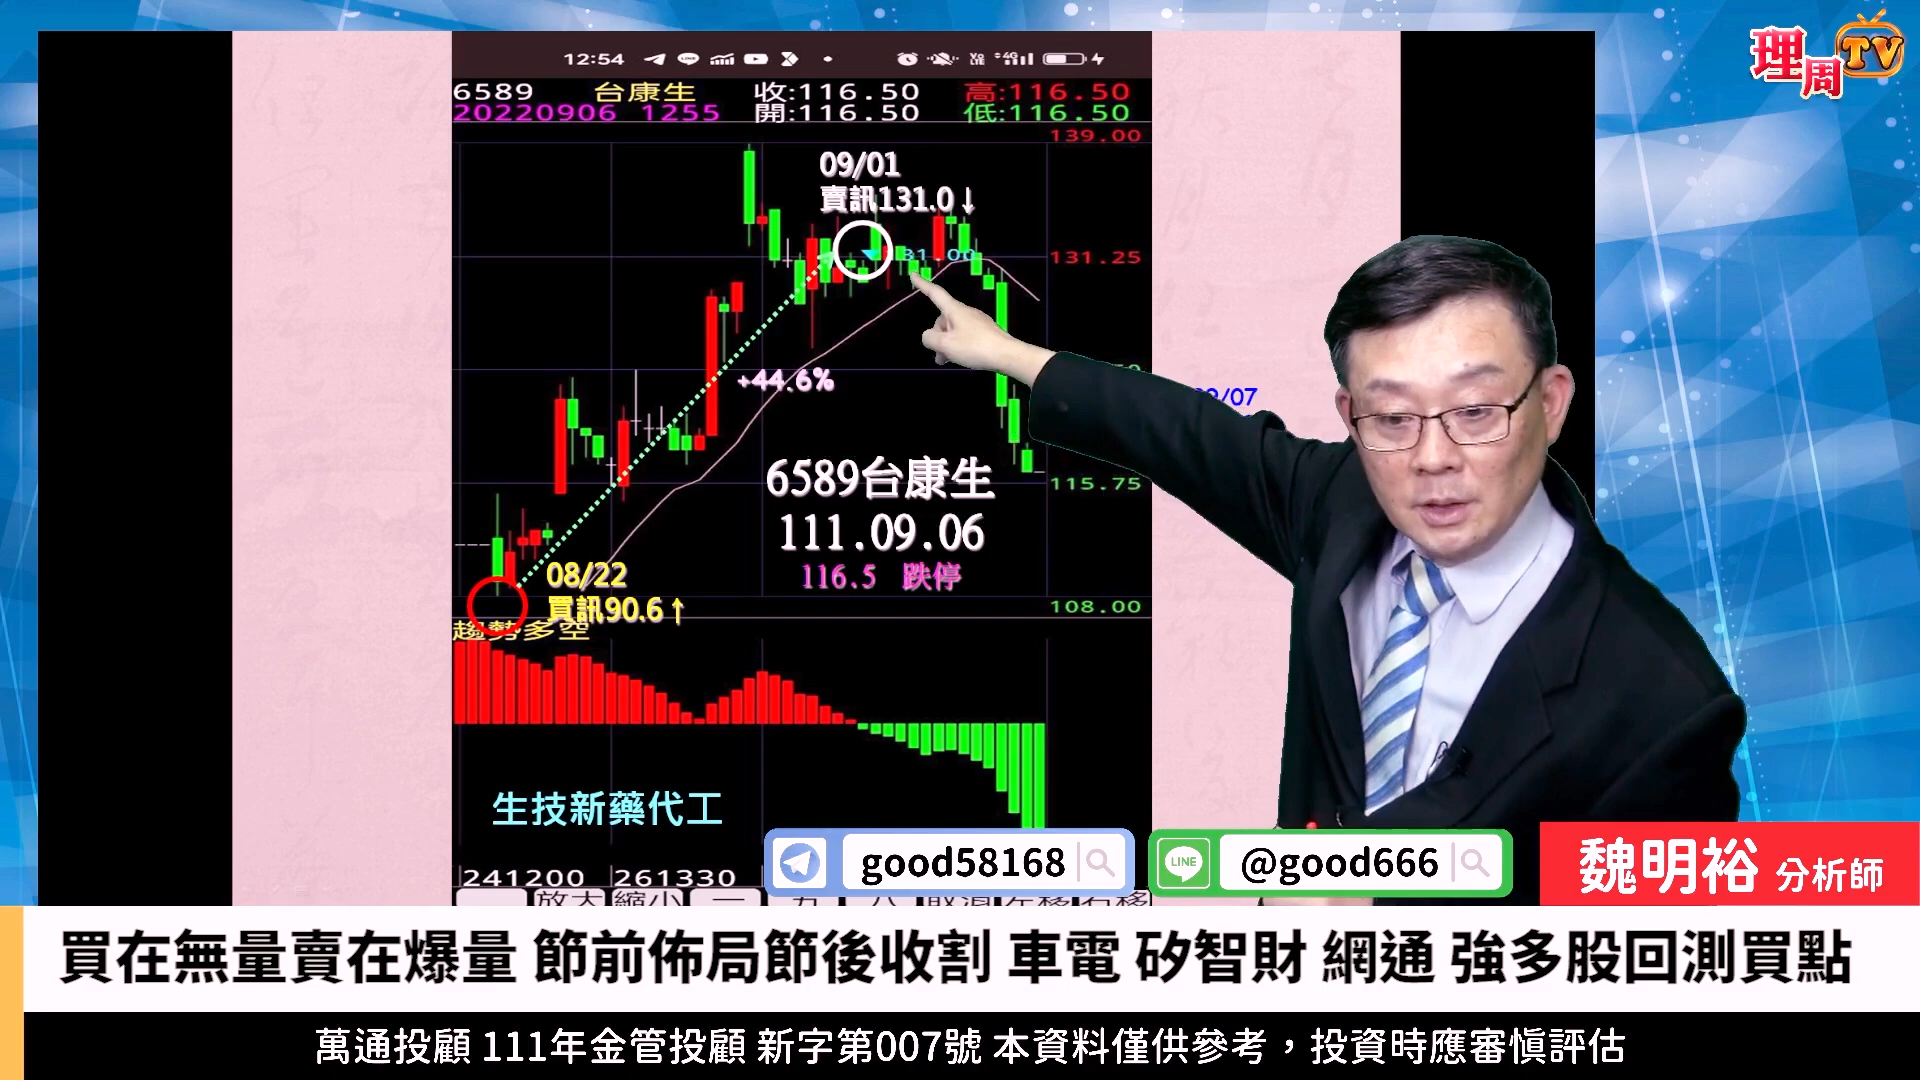 理周TV
12:54
6589 台康生 收:116.50 高:116.50
20220906 1255 開:116.50 低:116.50
139.00
09/01
賣訊131.0↓
131.25
+44.6%
/07
6589台康生
115.75
111.09.06
116.5 跌停
08/22
買訊90.6↑
108.00
趨勢多空
生技新藥代工
good58168
LINE
@good666
魏明裕 分析師
241200 261330
放大 縮小 一
買在無量賣在爆量 節前佈局節後收割 車電 矽智財 網通 強多股回測買點
萬通投顧 111年金管投顧 新字第007號 本資料僅供參考，投資時應審慎評估